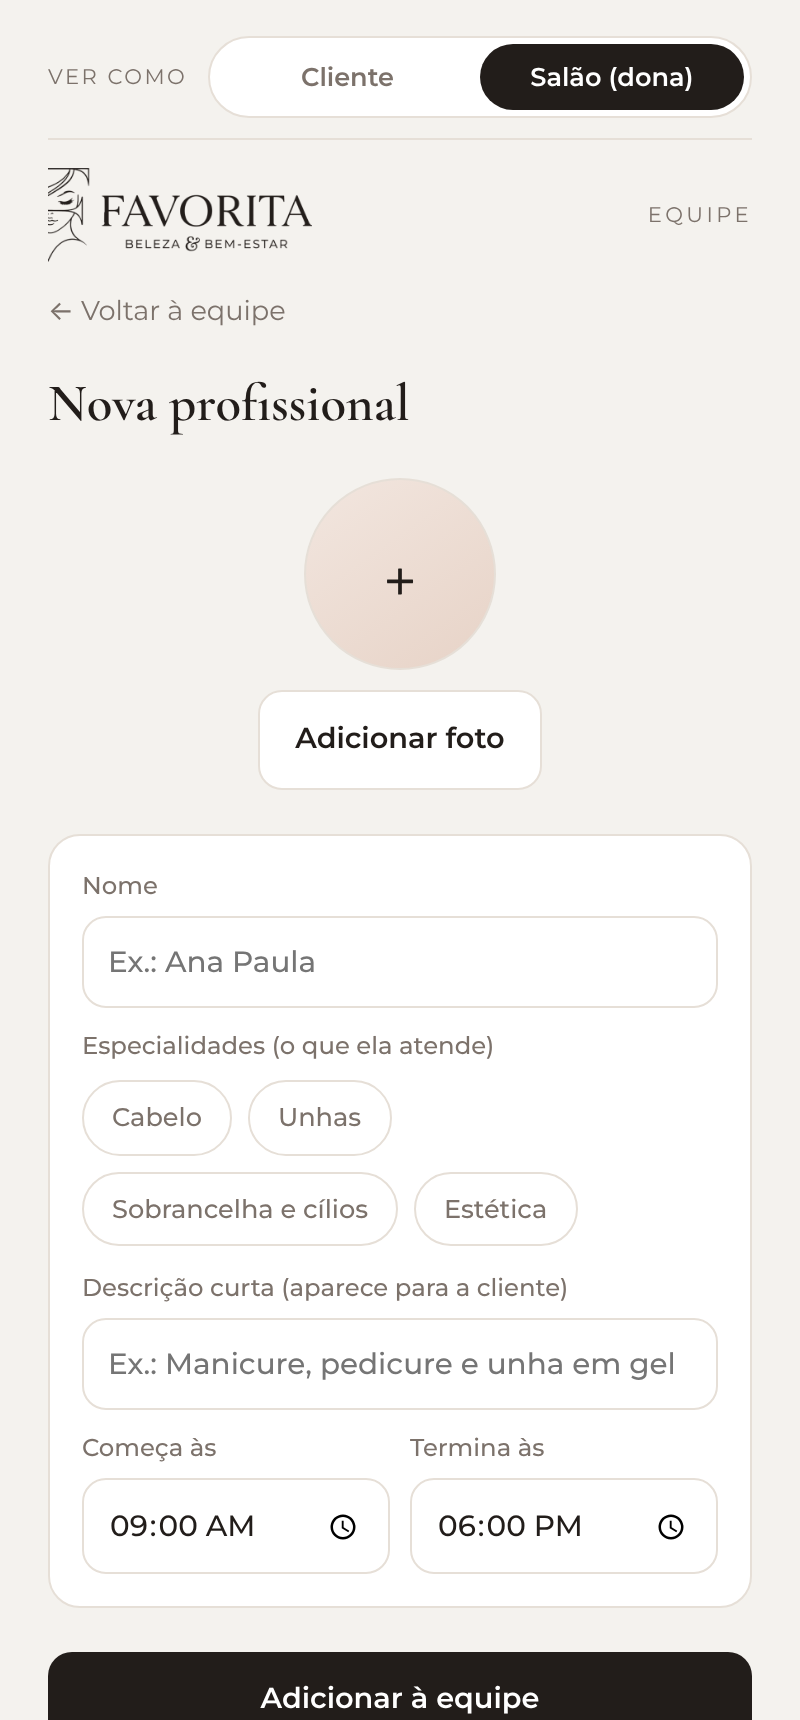 VER COMO Cliente Salão (dona)
FAVORITA
BELEZA & BEM-ESTAR
EQUIPE
← Voltar à equipe
Nova profissional
+
Adicionar foto
Nome
Ex.: Ana Paula
Especialidades (o que ela atende)
Cabelo Unhas
Sobrancelha e cílios Estética
Descrição curta (aparece para a cliente)
Ex.: Manicure, pedicure e unha em gel
Começa às Termina às
09:00 AM 06:00 PM
Adicionar à equipe